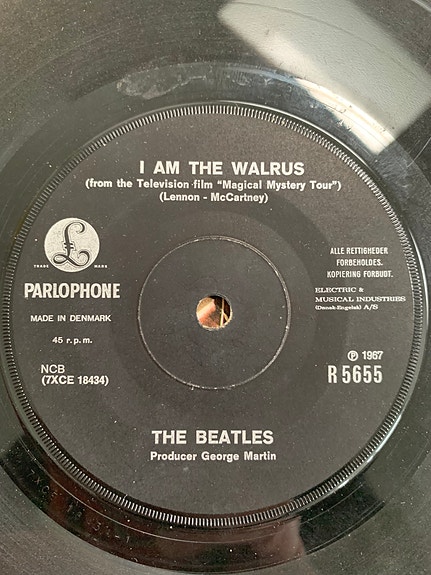 I AM THE WALRUS
(from the Television film "Magical Mystery Tour")
(Lennon - McCartney)
£
TRADE MARK
PARLOPHONE
MADE IN DENMARK
45 r.p.m.
NCB
(7XCE 18434)
ALLE RETTIGHEDER
FORBEHOLDES.
KOPIERING FORBUDT.
ELECTRIC &
MUSICAL INDUSTRIES
(Dansk-Engelsk) A/S
℗ 1967
R 5655
THE BEATLES
Producer George Martin